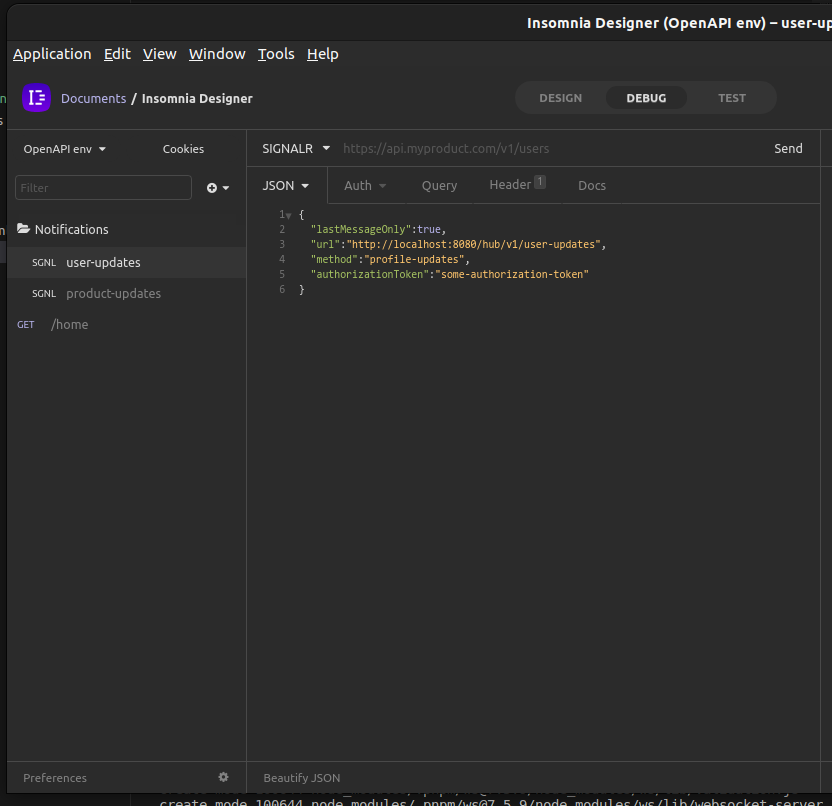 Insomnia Designer (OpenAPI env) – user-up
Application Edit View Window Tools Help
Documents / Insomnia Designer
DESIGN DEBUG TEST
OpenAPI env Cookies
SIGNALR https://api.myproduct.com/v1/users Send
Filter
JSON Auth Query Header 1 Docs
Notifications
SGNL user-updates
SGNL product-updates
GET /home
1 {
2 "lastMessageOnly":true,
3 "url":"http://localhost:8080/hub/v1/user-updates",
4 "method":"profile-updates",
5 "authorizationToken":"some-authorization-token"
6 }
Preferences
Beautify JSON
create mode 100644 node_modules/.pnpm/ws@7.5.9/node_modules/ws/lib/websocket-server